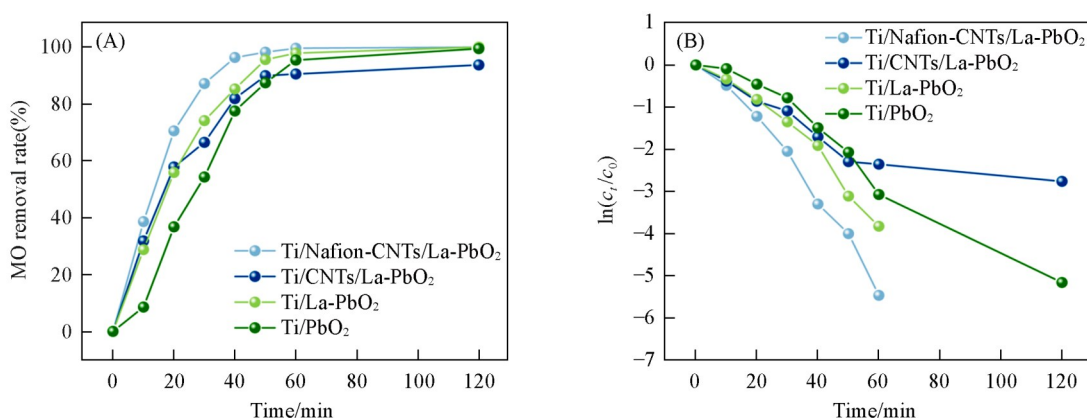 (A)
MO removal rate(%)
100
80
60
40
20
0
Ti/Nafion-CNTs/La-PbO₂
Ti/CNTs/La-PbO₂
Ti/La-PbO₂
Ti/PbO₂
0 20 40 60 80 100 120
Time/min
(B)
ln(cₜ/c₀)
1
0
−1
−2
−3
−4
−5
−6
−7
Ti/Nafion-CNTs/La-PbO₂
Ti/CNTs/La-PbO₂
Ti/La-PbO₂
Ti/PbO₂
0 20 40 60 80 100 120
Time/min